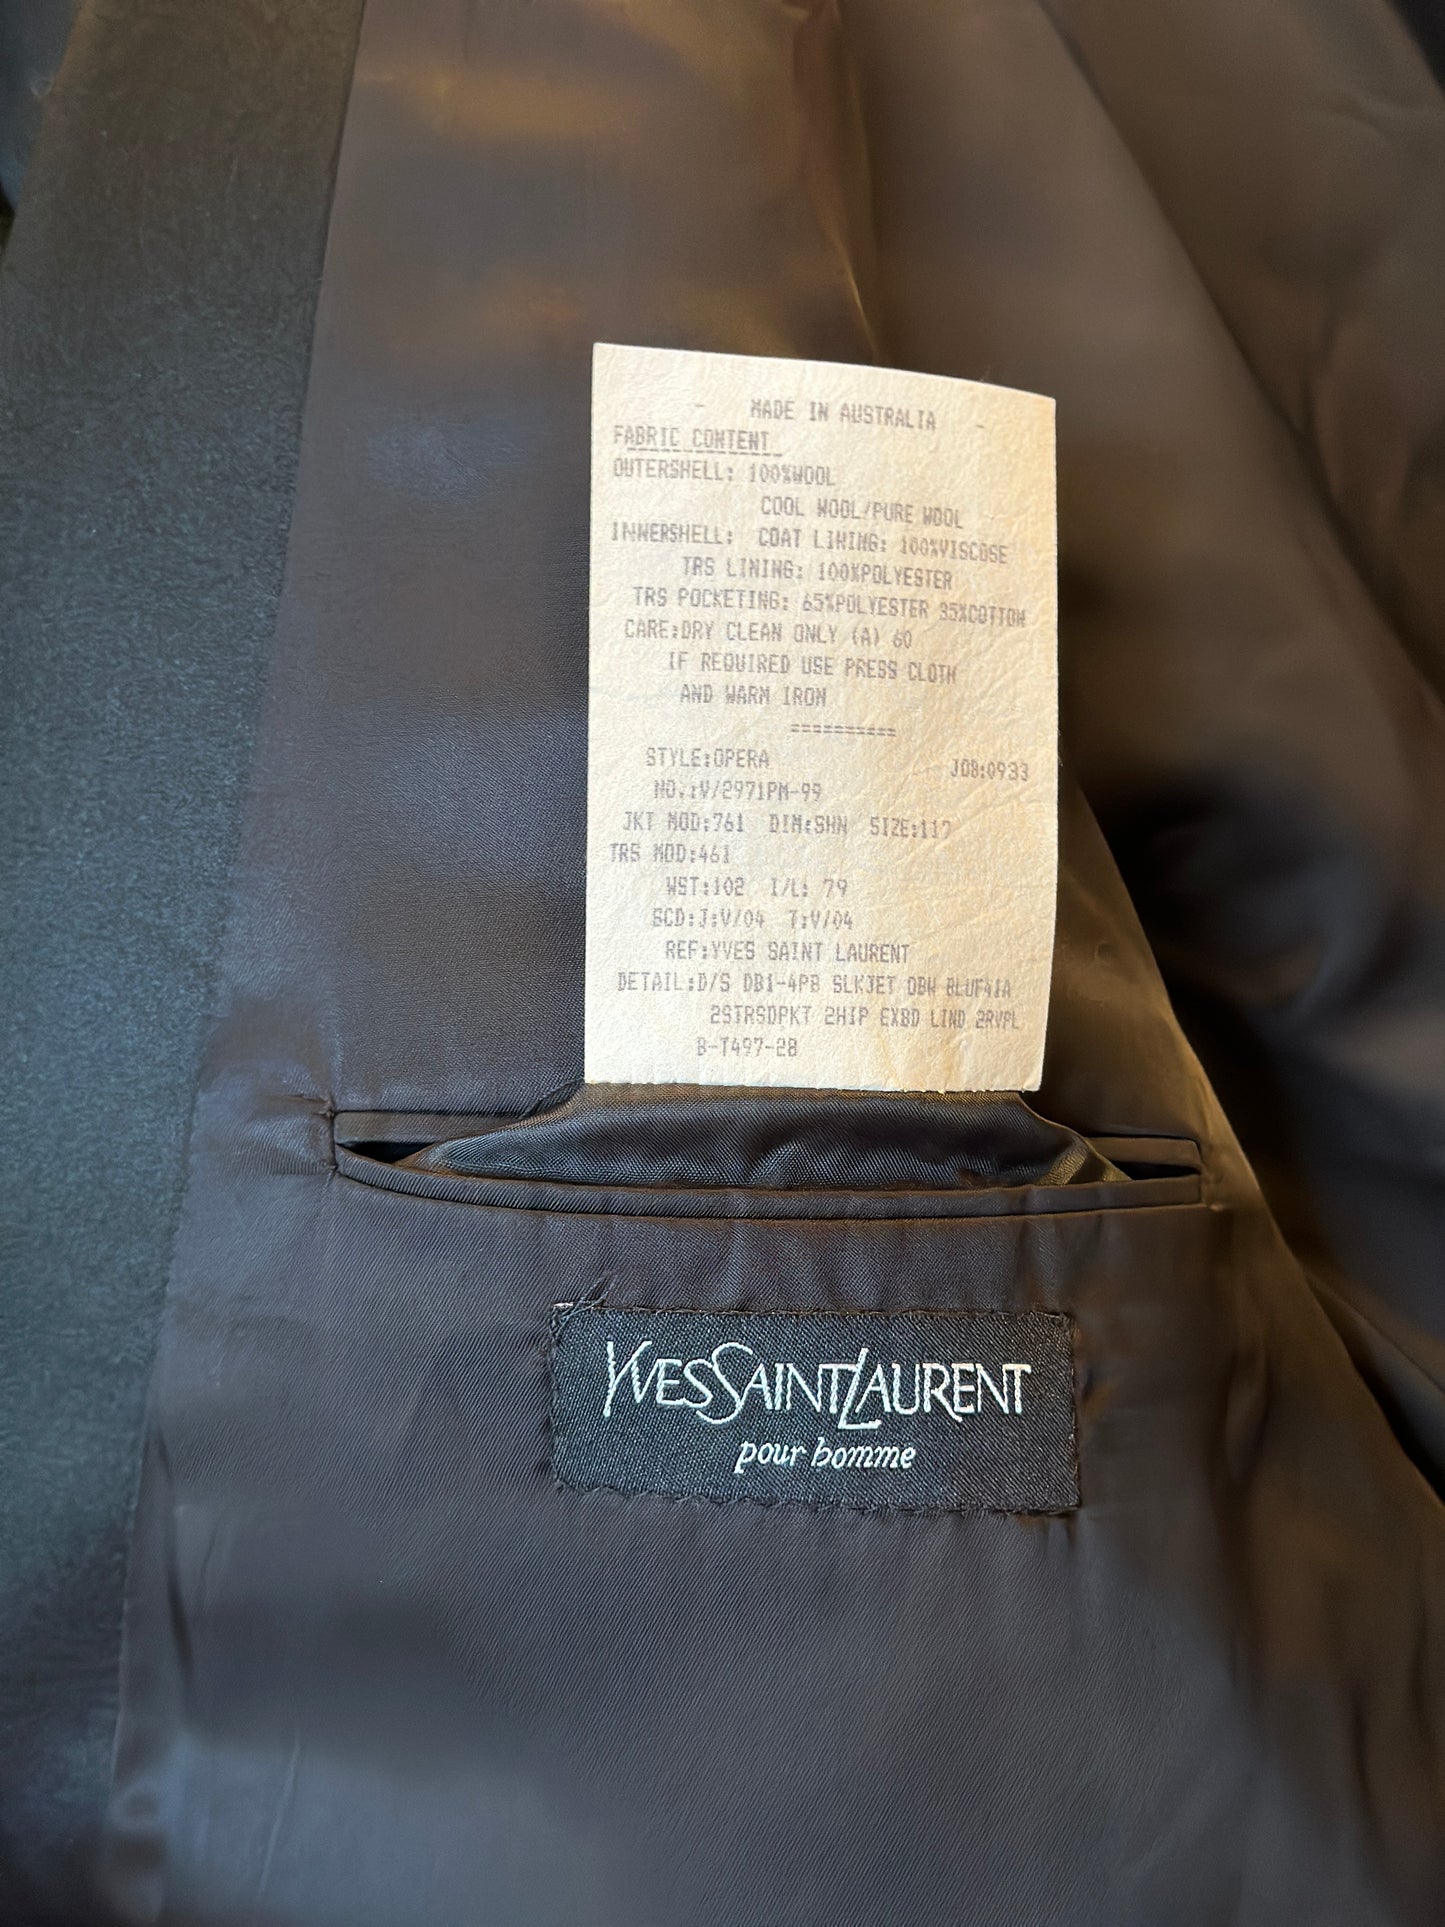 - MADE IN AUSTRALIA -
FABRIC CONTENT
OUTERSHELL: 100%WOOL
COOL WOOL/PURE WOOL
INNERSHELL: COAT LINING: 100%VISCOSE
TRS LINING: 100%POLYESTER
TRS POCKETING: 65%POLYESTER 35%COTTON
CARE:DRY CLEAN ONLY (A) 60
IF REQUIRED USE PRESS CLOTH
AND WARM IRON
==========
STYLE:OPERA JOB:0933
NO.:V/2971PM-99
JKT MOD:761 DIM:SHN SIZE:117
TRS MOD:461
WST:102 I/L: 79
SCD:J:V/04 T:V/04
REF:YVES SAINT LAURENT
DETAIL:D/S DB1-4PB SLKJET DBW BLUF41A
2STRSDPKT 2HIP EXBD LIND 2RVPL
B-T497-28
YVESSAINTLAURENT
pour homme